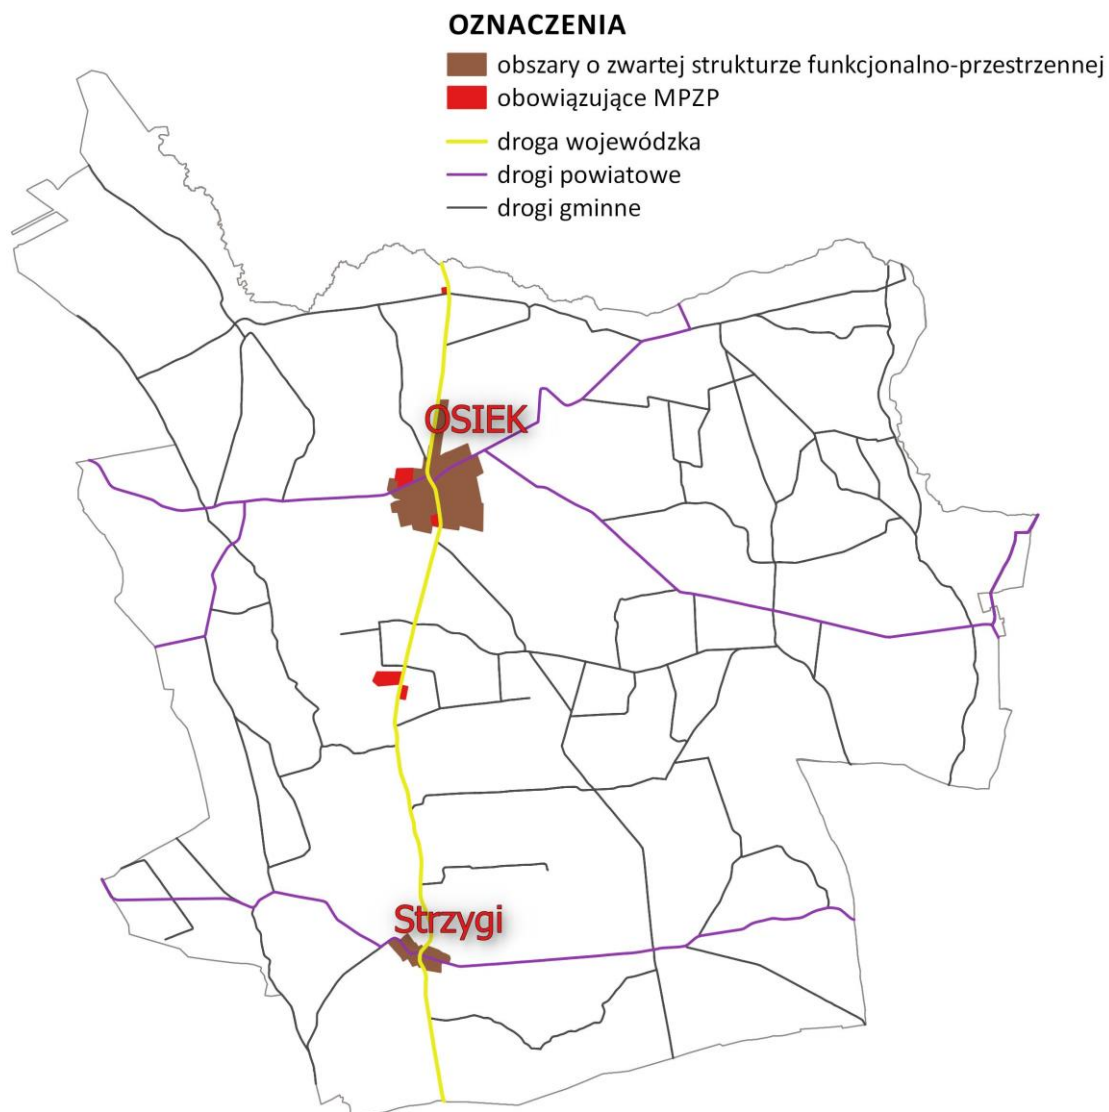 OZNACZENIA
obszary o zwartej strukturze funkcjonalno-przestrzennej
obowiązujące MPZP
droga wojewódzka
drogi powiatowe
drogi gminne
OSIEK
Strzygi